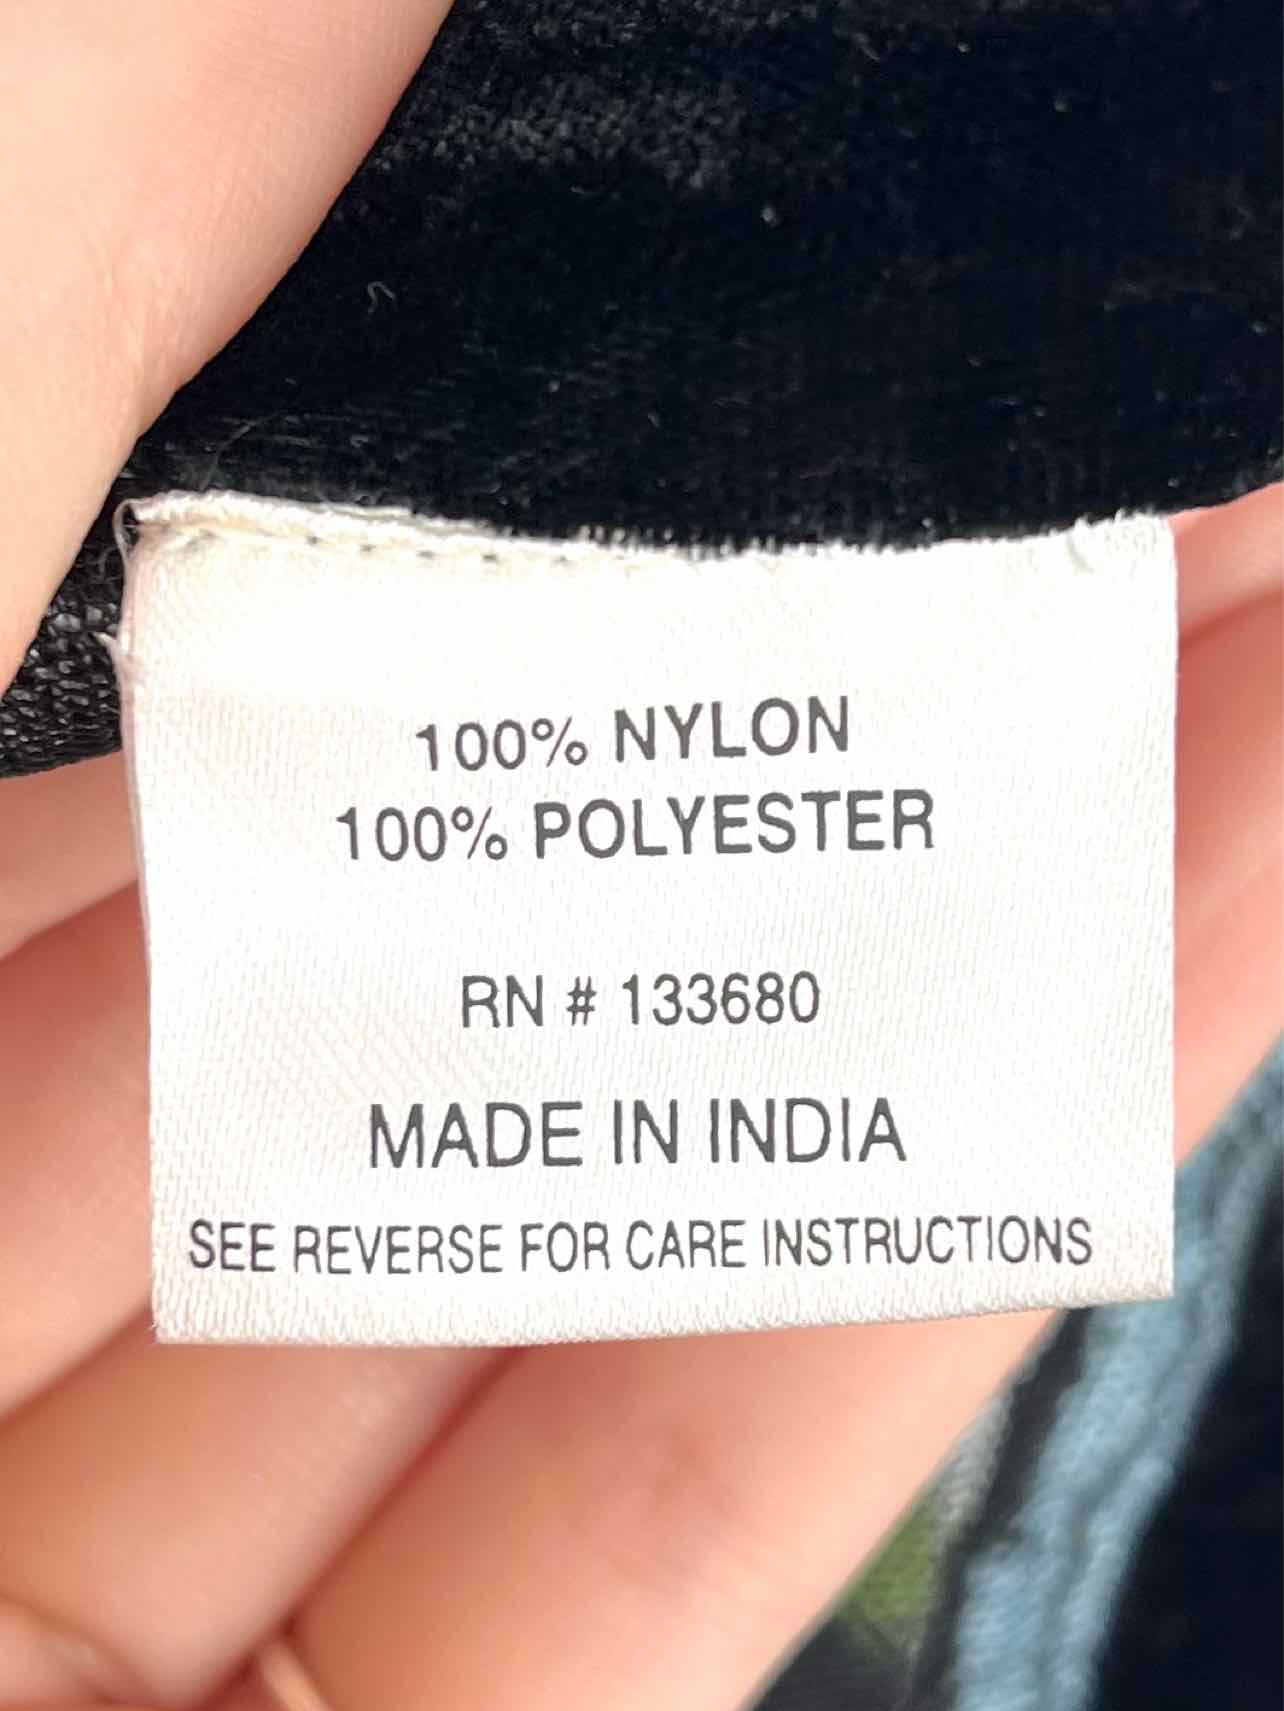 100% NYLON
100% POLYESTER
RN # 133680
MADE IN INDIA
SEE REVERSE FOR CARE INSTRUCTIONS